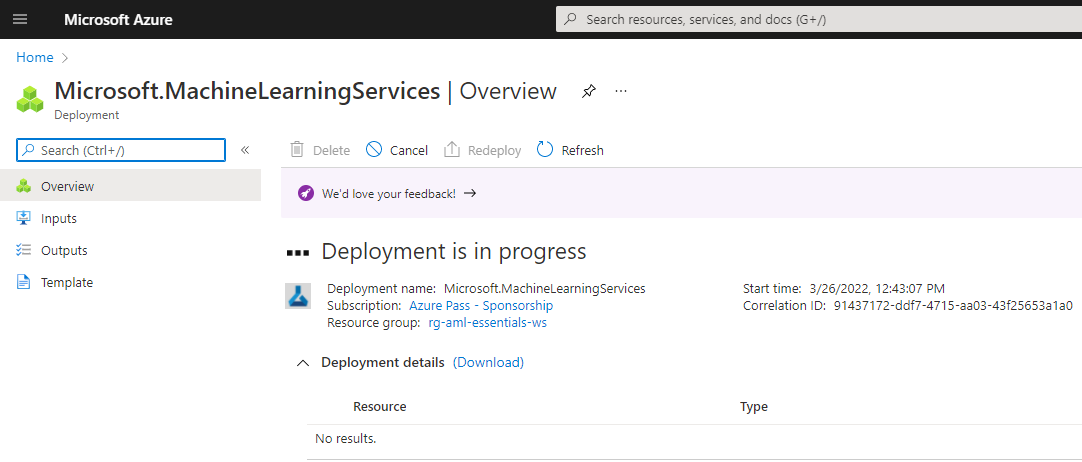 Microsoft Azure
Search resources, services, and docs (G+/)
Home
Microsoft.MachineLearningServices | Overview
Deployment
Search (Ctrl+/)
Delete Cancel Redeploy Refresh
Overview
Inputs
Outputs
Template
We'd love your feedback!
Deployment is in progress
Deployment name: Microsoft.MachineLearningServices
Subscription: Azure Pass - Sponsorship
Resource group: rg-aml-essentials-ws
Start time: 3/26/2022, 12:43:07 PM
Correlation ID: 91437172-ddf7-4715-aa03-43f25653a1a0
Deployment details (Download)
Resource Type
No results.